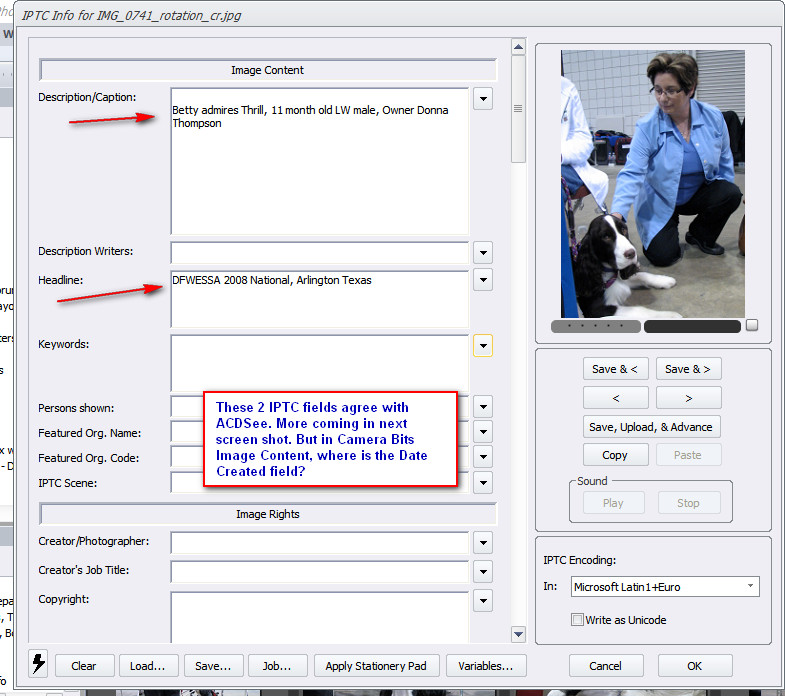 IPTC Info for IMG_0741_rotation_cr.jpg
Image Content
Description/Caption:
Betty admires Thrill, 11 month old LW male, Owner Donna
Thompson
Description Writers:
Headline:
DFWESSA 2008 National, Arlington Texas
Keywords:
Persons shown:
Featured Org. Name:
Featured Org. Code:
IPTC Scene:
These 2 IPTC fields agree with
ACDSee. More coming in next
screen shot. But in Camera Bits
Image Content, where is the Date
Created field?
Image Rights
Creator/Photographer:
Creator's Job Title:
Copyright:
Save & <
Save & >
<
>
Save, Upload, & Advance
Copy
Paste
Sound
Play
Stop
IPTC Encoding:
In:
Microsoft Latin1+Euro
Write as Unicode
Clear
Load...
Save...
Job...
Apply Stationery Pad
Variables...
Cancel
OK